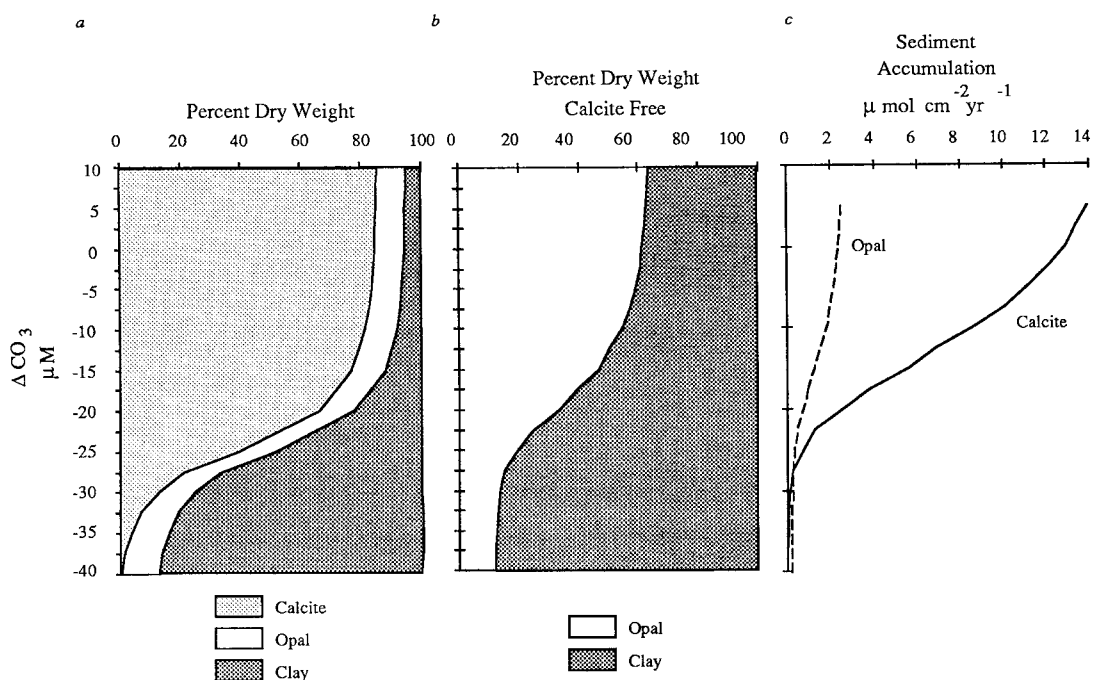 a
Percent Dry Weight
0 20 40 60 80 100
10
5
0
-5
-10
-15
-20
-25
-30
-35
-40
Δ CO3
μM
Calcite
Opal
Clay
b
Percent Dry Weight
Calcite Free
0 20 40 60 80 100
Opal
Clay
c
Sediment
Accumulation
μ mol cm-2 yr-1
0 2 4 6 8 10 12 14
Opal
Calcite